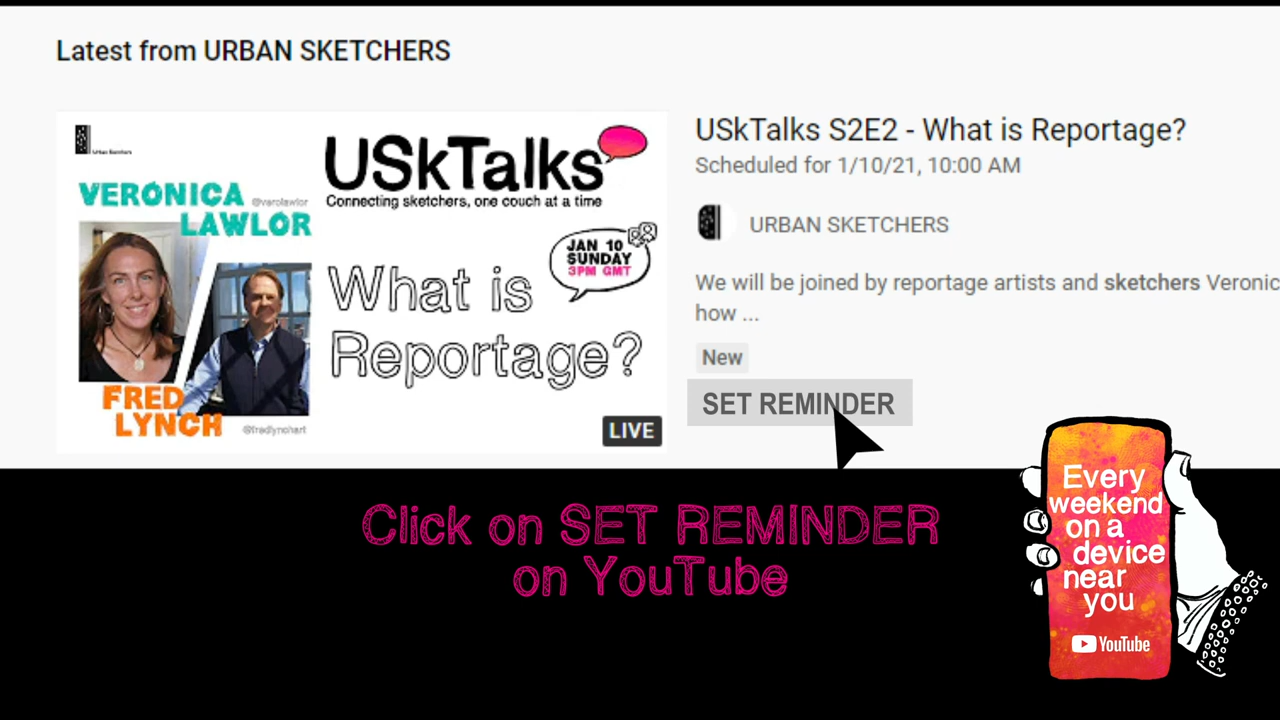 Latest from URBAN SKETCHERS
Urban Sketchers
VERONICA
@verolawlor
LAWLOR
FRED
LYNCH
@fredlynchart
USkTalks
Connecting sketchers, one couch at a time
JAN 10
SUNDAY
3PM GMT
What is
Reportage?
LIVE
USkTalks S2E2 - What is Reportage?
Scheduled for 1/10/21, 10:00 AM
URBAN SKETCHERS
We will be joined by reportage artists and sketchers Veronic
how ...
New
SET REMINDER
Click on SET REMINDER
on YouTube
Every
weekend
on a
device
near
you
YouTube